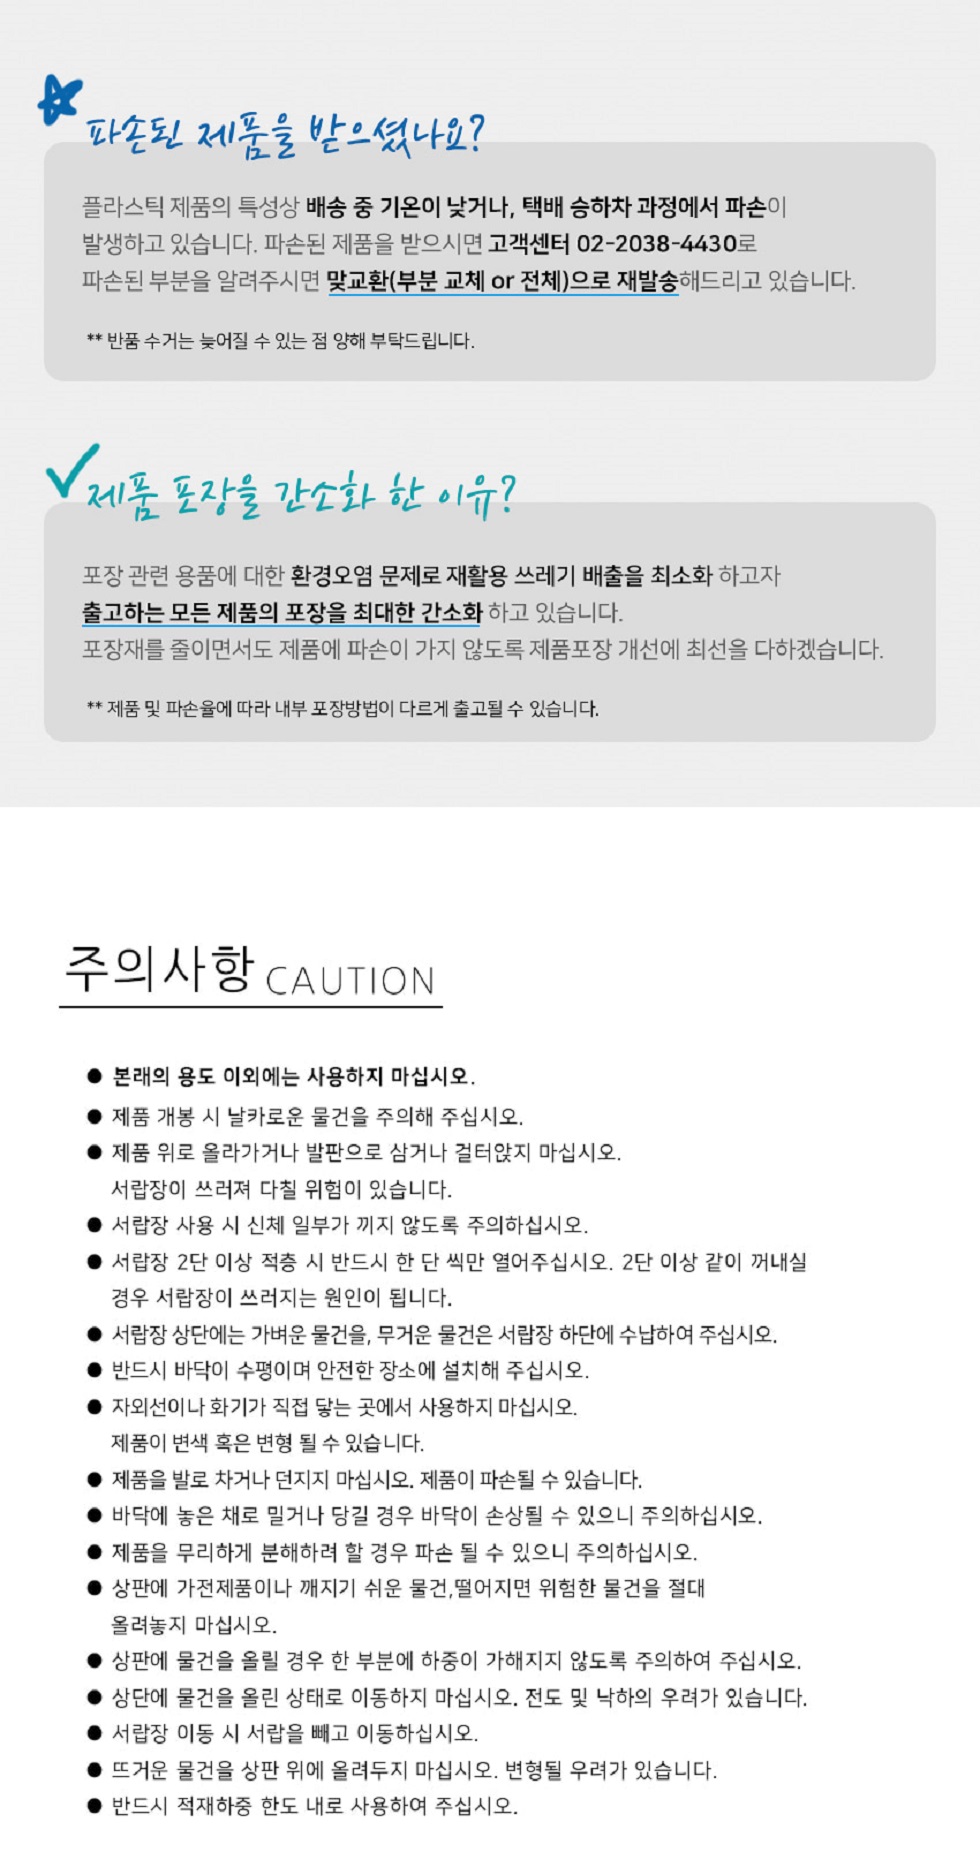 파손된 제품을 받으셨나요?
플라스틱 제품의 특성상 배송 중 기온이 낮거나, 택배 승하차 과정에서 파손이
발생하고 있습니다. 파손된 제품을 받으시면 고객센터 02-2038-4430로
파손된 부분을 알려주시면 맞교환(부분 교체 or 전체)으로 재발송해드리고 있습니다.
** 반품 수거는 늦어질 수 있는 점 양해 부탁드립니다.
제품 포장을 간소화 한 이유?
포장 관련 용품에 대한 환경오염 문제로 재활용 쓰레기 배출을 최소화 하고자
출고하는 모든 제품의 포장을 최대한 간소화 하고 있습니다.
포장재를 줄이면서도 제품에 파손이 가지 않도록 제품포장 개선에 최선을 다하겠습니다.
** 제품 및 파손율에 따라 내부 포장방법이 다르게 출고될 수 있습니다.
주의사항 CAUTION
● 본래의 용도 이외에는 사용하지 마십시오.
● 제품 개봉 시 날카로운 물건을 주의해 주십시오.
● 제품 위로 올라가거나 발판으로 삼거나 걸터앉지 마십시오.
서랍장이 쓰러져 다칠 위험이 있습니다.
● 서랍장 사용 시 신체 일부가 끼지 않도록 주의하십시오.
● 서랍장 2단 이상 적층 시 반드시 한 단 씩만 열어주십시오. 2단 이상 같이 꺼내실
경우 서랍장이 쓰러지는 원인이 됩니다.
● 서랍장 상단에는 가벼운 물건을, 무거운 물건은 서랍장 하단에 수납하여 주십시오.
● 반드시 바닥이 수평이며 안전한 장소에 설치해 주십시오.
● 자외선이나 화기가 직접 닿는 곳에서 사용하지 마십시오.
제품이 변색 혹은 변형 될 수 있습니다.
● 제품을 발로 차거나 던지지 마십시오. 제품이 파손될 수 있습니다.
● 바닥에 놓은 채로 밀거나 당길 경우 바닥이 손상될 수 있으니 주의하십시오.
● 제품을 무리하게 분해하려 할 경우 파손 될 수 있으니 주의하십시오.
● 상판에 가전제품이나 깨지기 쉬운 물건,떨어지면 위험한 물건을 절대
올려놓지 마십시오.
● 상판에 물건을 올릴 경우 한 부분에 하중이 가해지지 않도록 주의하여 주십시오.
● 상단에 물건을 올린 상태로 이동하지 마십시오. 전도 및 낙하의 우려가 있습니다.
● 서랍장 이동 시 서랍을 빼고 이동하십시오.
● 뜨거운 물건을 상판 위에 올려두지 마십시오. 변형될 우려가 있습니다.
● 반드시 적재하중 한도 내로 사용하여 주십시오.